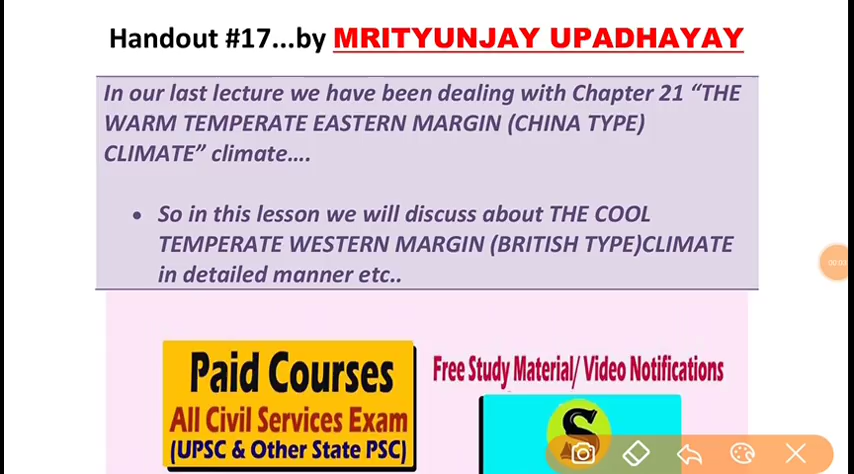 Handout #17...by MRITYUNJAY UPADHAYAY
In our last lecture we have been dealing with Chapter 21 “THE
WARM TEMPERATE EASTERN MARGIN (CHINA TYPE)
CLIMATE” climate....
• So in this lesson we will discuss about THE COOL
TEMPERATE WESTERN MARGIN (BRITISH TYPE)CLIMATE
in detailed manner etc..
Paid Courses
All Civil Services Exam
(UPSC & Other State PSC)
Free Study Material/ Video Notifications
S